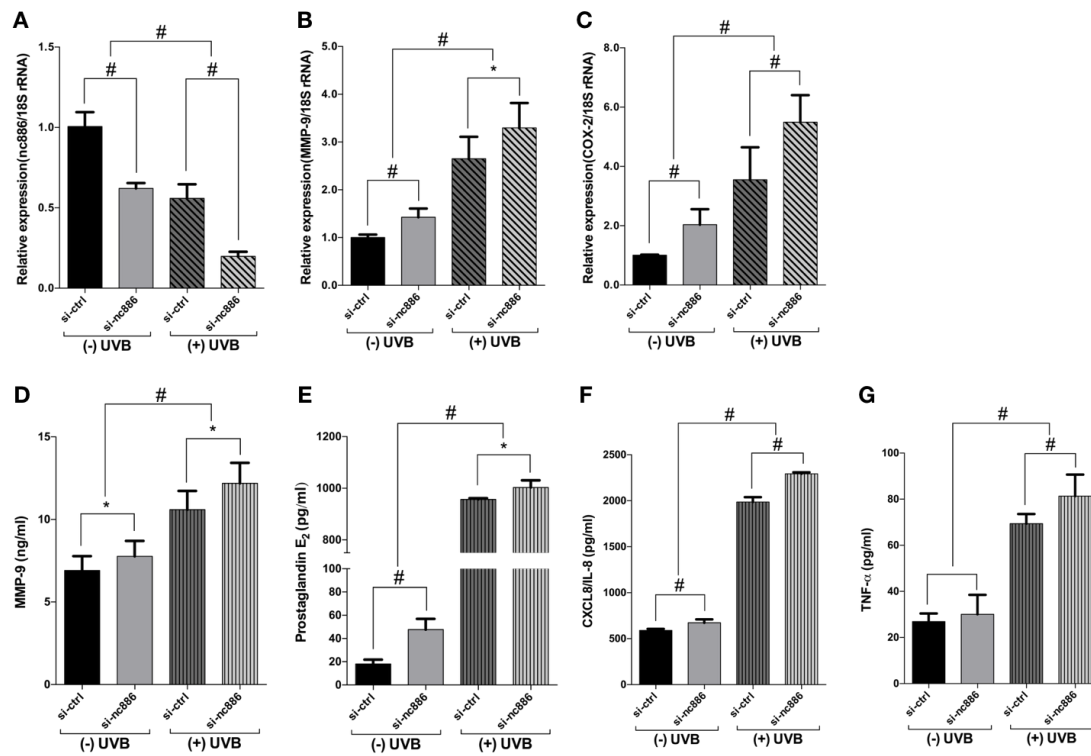 A
Relative expression(nc886/18S rRNA)
1.5
1.0
0.5
0.0
#
#
#
si-ctrl
si-nc886
si-ctrl
si-nc886
(-) UVB
(+) UVB
B
Relative expression(MMP-9/18S rRNA)
5.0
4.0
3.0
2.0
1.0
0.0
#
#
*
si-ctrl
si-nc886
si-ctrl
si-nc886
(-) UVB
(+) UVB
C
Relative expression(COX-2/18S rRNA)
8.0
6.0
4.0
2.0
0.0
#
#
#
si-ctrl
si-nc886
si-ctrl
si-nc886
(-) UVB
(+) UVB
D
MMP-9 (ng/ml)
15
10
5
0
#
*
*
si-ctrl
si-nc886
si-ctrl
si-nc886
(-) UVB
(+) UVB
E
Prostaglandin E2 (pg/ml)
1200
1000
800
100
80
60
40
20
0
#
#
*
si-ctrl
si-nc886
si-ctrl
si-nc886
(-) UVB
(+) UVB
F
CXCL8/IL-8 (pg/ml)
2500
2000
1500
1000
500
0
#
#
#
si-ctrl
si-nc886
si-ctrl
si-nc886
(-) UVB
(+) UVB
G
TNF-α (pg/ml)
100
80
60
40
20
0
#
#
si-ctrl
si-nc886
si-ctrl
si-nc886
(-) UVB
(+) UVB